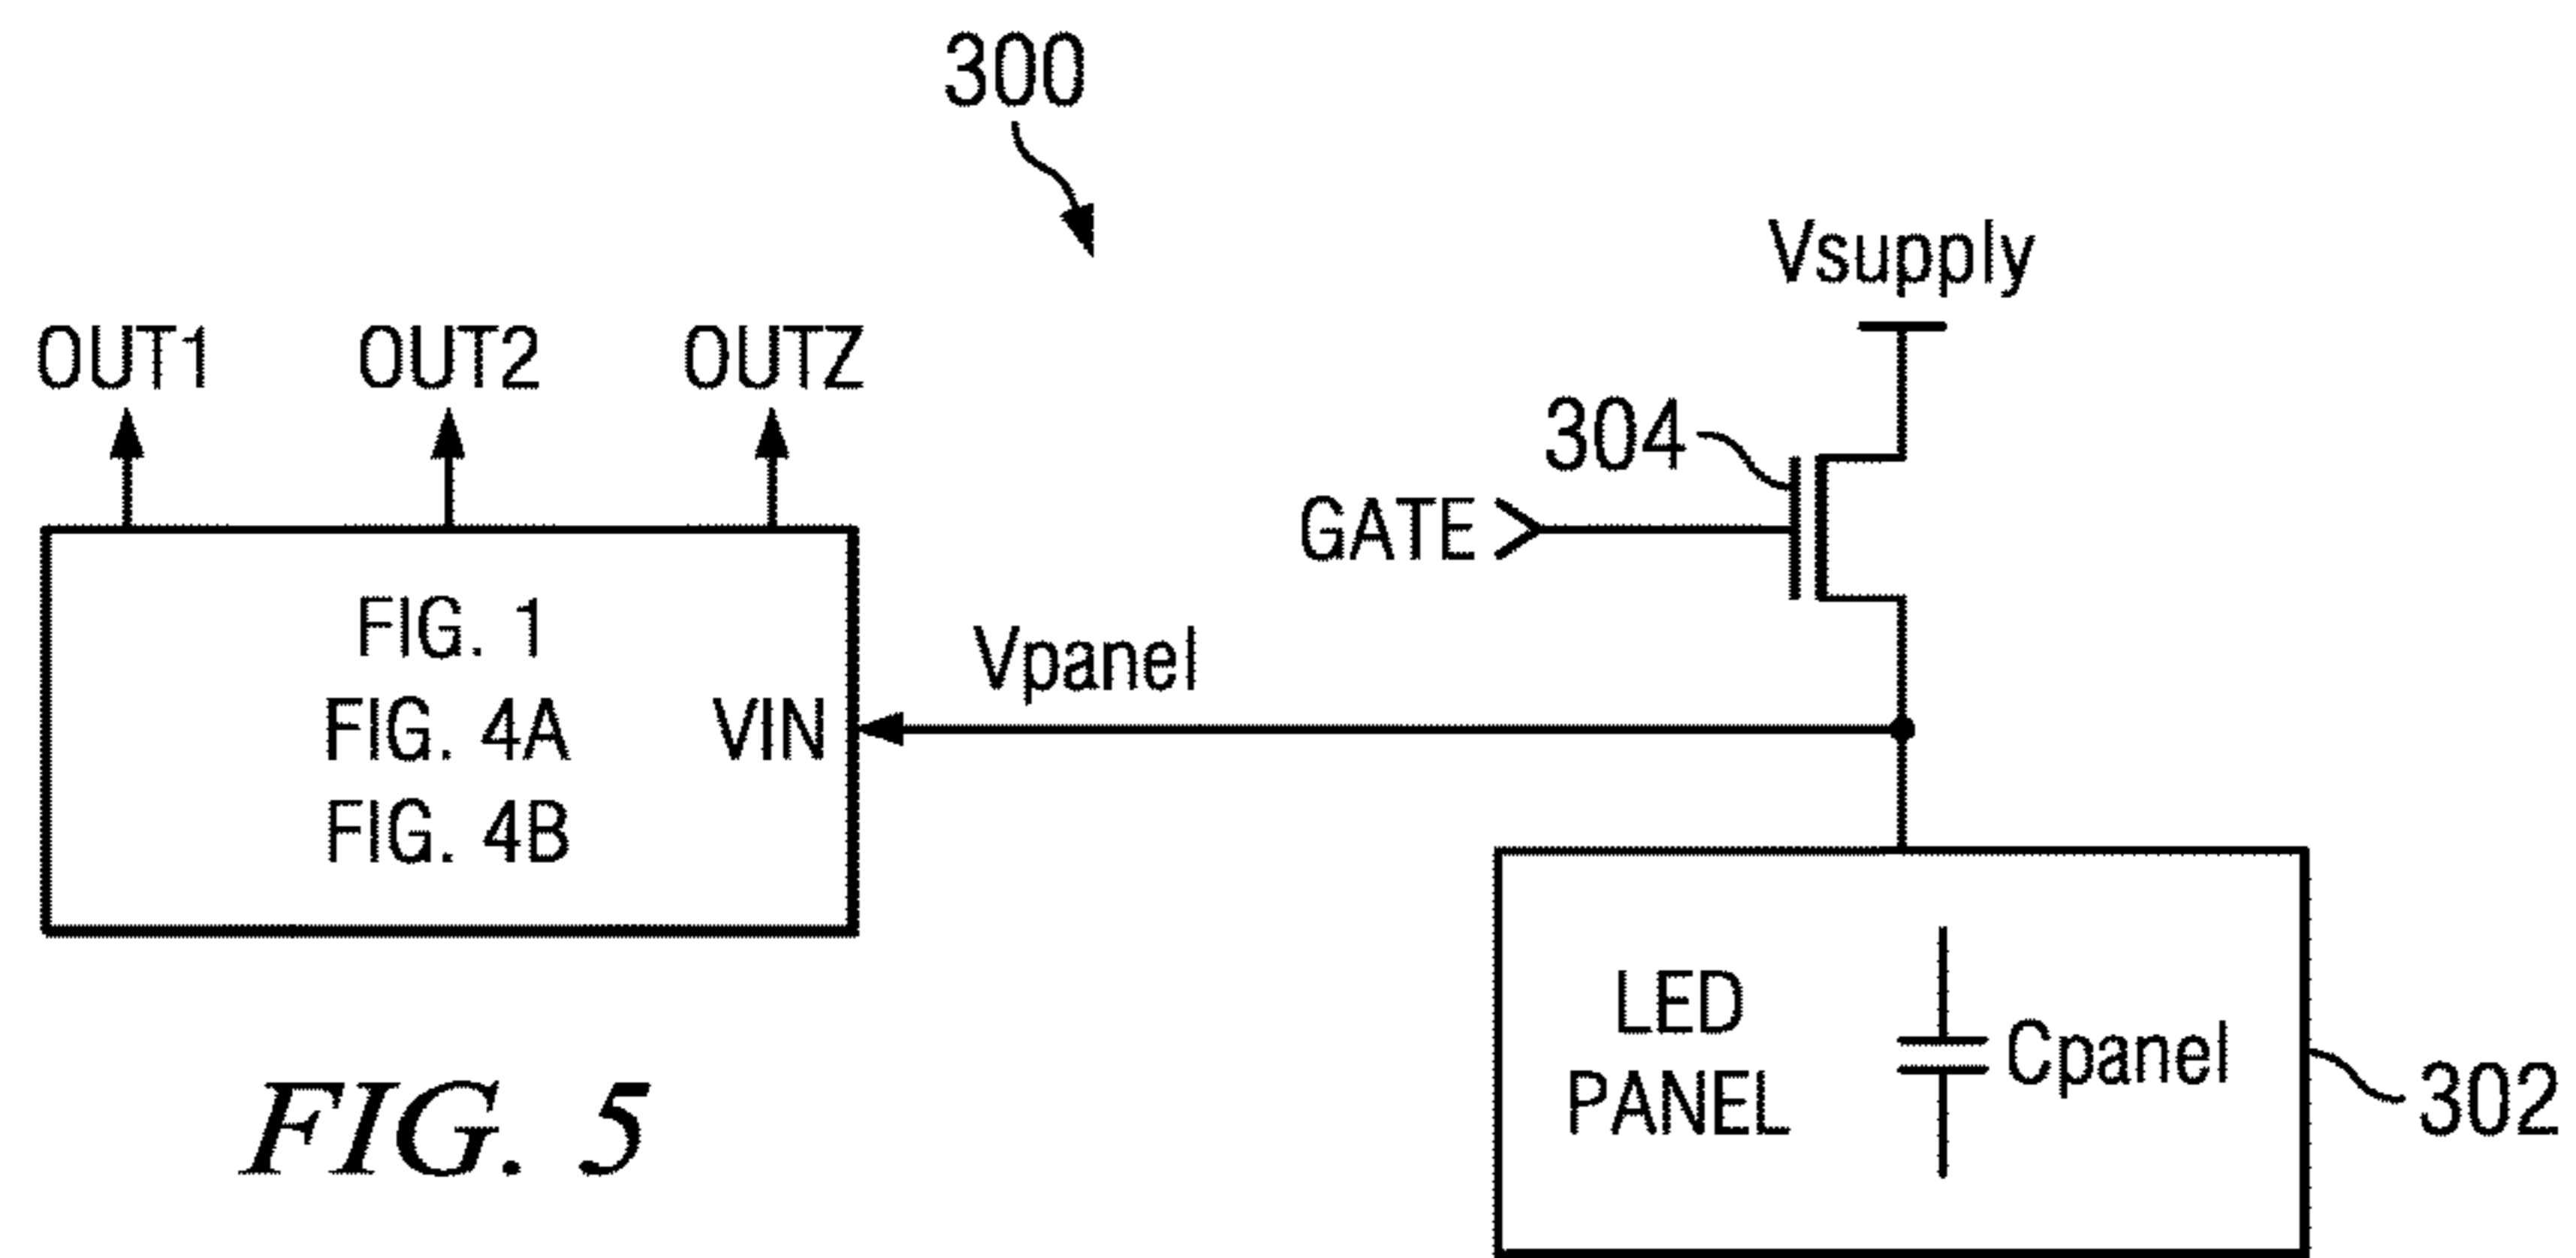 300
Vsupply
OUT1
OUT2
OUTZ
304
GATE
FIG. 1
Vpanel
FIG. 4A
VIN
FIG. 4B
LED
PANEL
Cpanel
302
FIG. 5